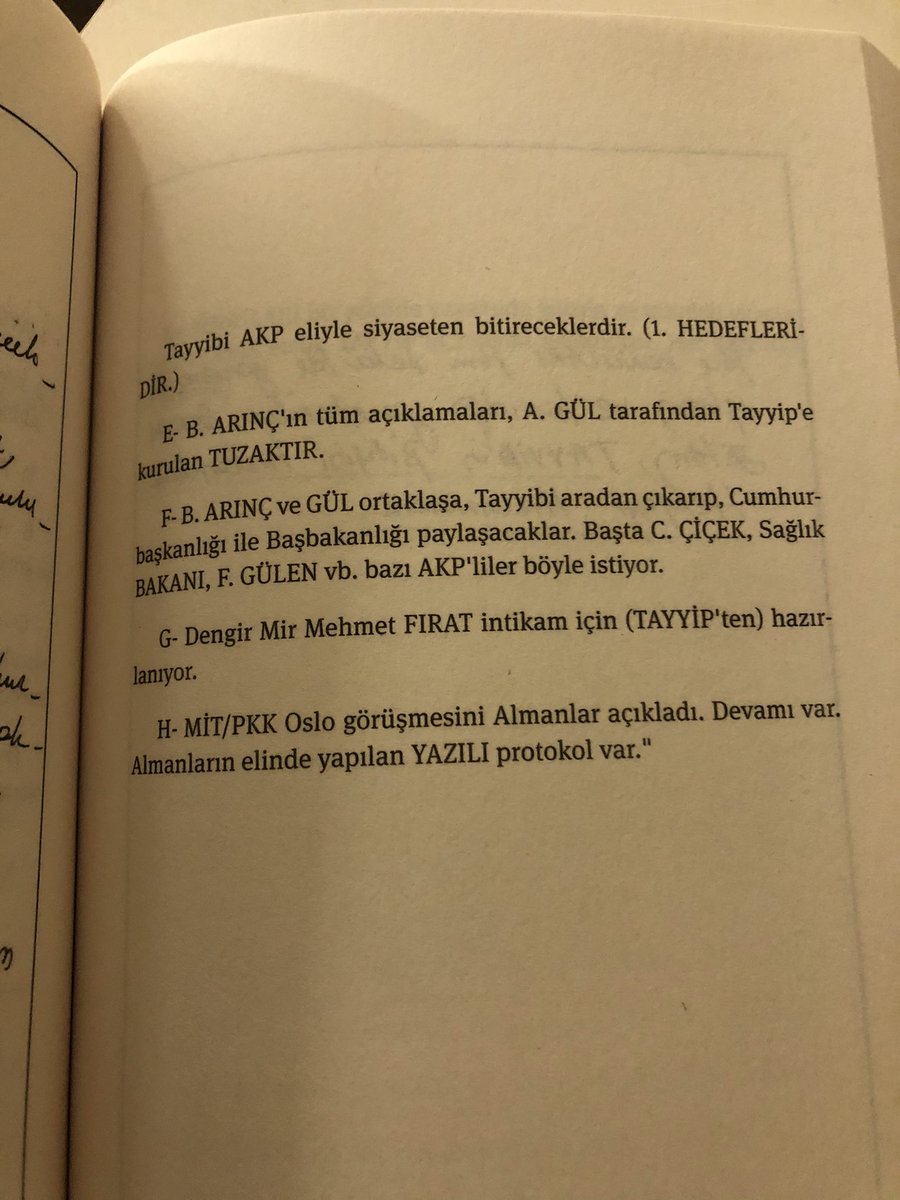 Tayyibi AKP eliyle siyaseten bitireceklerdir. (1. HEDEFLERİ-
DİR.)
E- B. ARINÇ'ın tüm açıklamaları, A. GÜL tarafından Tayyip'e
kurulan TUZAKTIR.
F- B. ARINÇ ve GÜL ortaklaşa, Tayyibi aradan çıkarıp, Cumhur-
başkanlığı ile Başbakanlığı paylaşacaklar. Başta C. ÇİÇEK, Sağlık
BAKANI, F. GÜLEN vb. bazı AKP'liler böyle istiyor.
G- Dengir Mir Mehmet FIRAT intikam için (TAYYİP'ten) hazır-
lanıyor.
H- MİT/PKK Oslo görüşmesini Almanlar açıkladı. Devamı var.
Almanların elinde yapılan YAZILI protokol var."